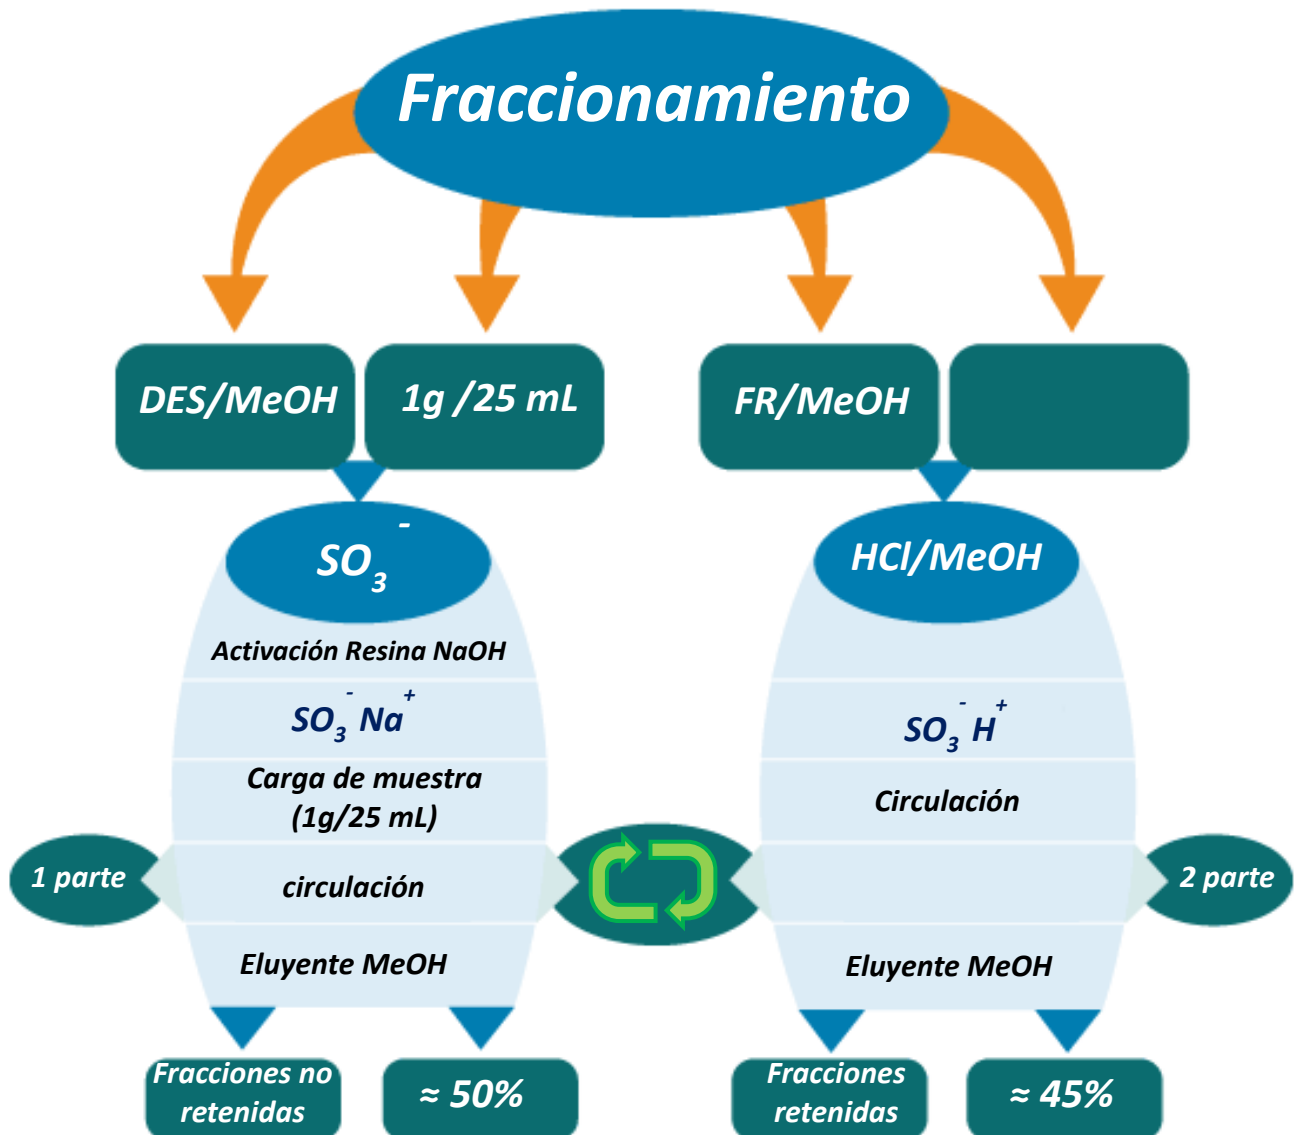 Fraccionamiento
DES/MeOH
1g /25 mL
FR/MeOH
SO₃⁻
Activación Resina NaOH
SO₃⁻ Na⁺
Carga de muestra
(1g/25 mL)
1 parte
circulación
Eluyente MeOH
Fracciones no
retenidas
≈ 50%
HCl/MeOH
SO₃⁻ H⁺
Circulación
2 parte
Eluyente MeOH
Fracciones
retenidas
≈ 45%